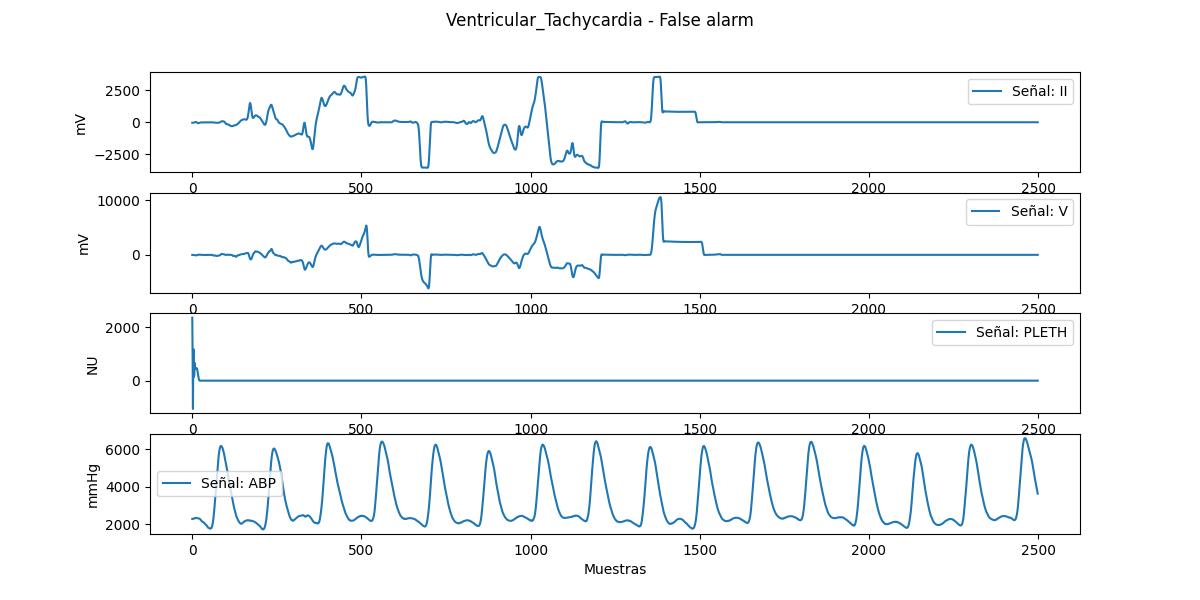 Ventricular_Tachycardia - False alarm
2500
0
−2500
mV
Señal: II
0 500 1000 1500 2000 2500
10000
0
mV
Señal: V
0 500 1000 1500 2000 2500
2000
0
NU
Señal: PLETH
0 500 1000 1500 2000 2500
6000
4000
2000
mmHg
Señal: ABP
0 500 1000 1500 2000 2500
Muestras